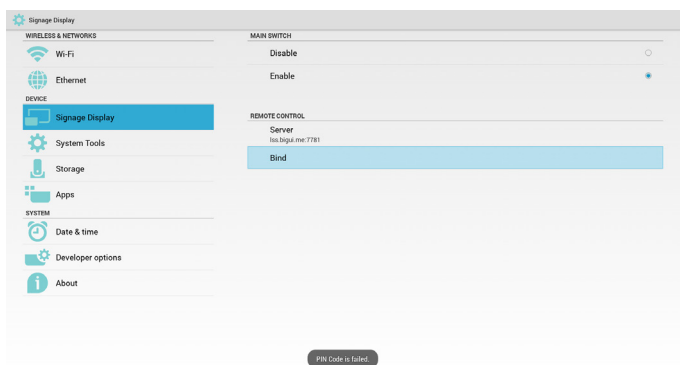 Signage Display
WIRELESS & NETWORKS
Wi-Fi
Ethernet
DEVICE
Signage Display
System Tools
Storage
Apps
SYSTEM
Date & time
Developer options
About
MAIN SWITCH
Disable
Enable
REMOTE CONTROL
Server
lss.bigui.me:7781
Bind
PIN Code is failed.